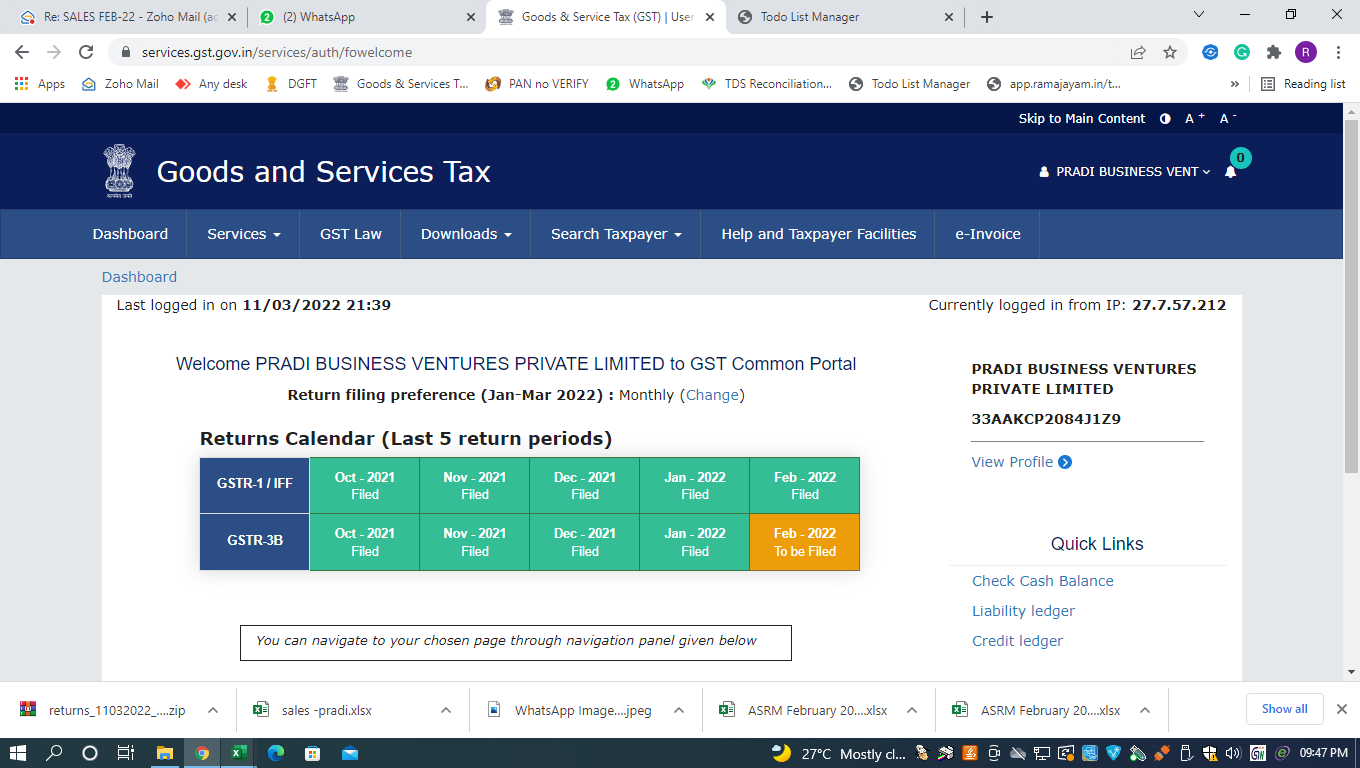 Re: SALES FEB-22 - Zoho Mail (ac
(2) WhatsApp
Goods & Service Tax (GST) | User
Todo List Manager
services.gst.gov.in/services/auth/fowelcome
R
Apps
Zoho Mail
Any desk
DGFT
Goods & Services T...
PAN no VERIFY
WhatsApp
TDS Reconciliation...
Todo List Manager
app.ramajayam.in/t...
»
Reading list
Skip to Main Content A + A -
Goods and Services Tax
PRADI BUSINESS VENT
0
Dashboard Services GST Law Downloads Search Taxpayer Help and Taxpayer Facilities e-Invoice
Dashboard
Last logged in on 11/03/2022 21:39
Currently logged in from IP: 27.7.57.212
Welcome PRADI BUSINESS VENTURES PRIVATE LIMITED to GST Common Portal
Return filing preference (Jan-Mar 2022) : Monthly (Change)
Returns Calendar (Last 5 return periods)
GSTR-1 / IFF
Oct - 2021
Filed
Nov - 2021
Filed
Dec - 2021
Filed
Jan - 2022
Filed
Feb - 2022
Filed
GSTR-3B
Oct - 2021
Filed
Nov - 2021
Filed
Dec - 2021
Filed
Jan - 2022
Filed
Feb - 2022
To be Filed
You can navigate to your chosen page through navigation panel given below
PRADI BUSINESS VENTURES
PRIVATE LIMITED
33AAKCP2084J1Z9
View Profile
Quick Links
Check Cash Balance
Liability ledger
Credit ledger
returns_11032022_....zip
sales -pradi.xlsx
WhatsApp Image....jpeg
ASRM February 20....xlsx
ASRM February 20....xlsx
Show all
27°C Mostly cl...
09:47 PM